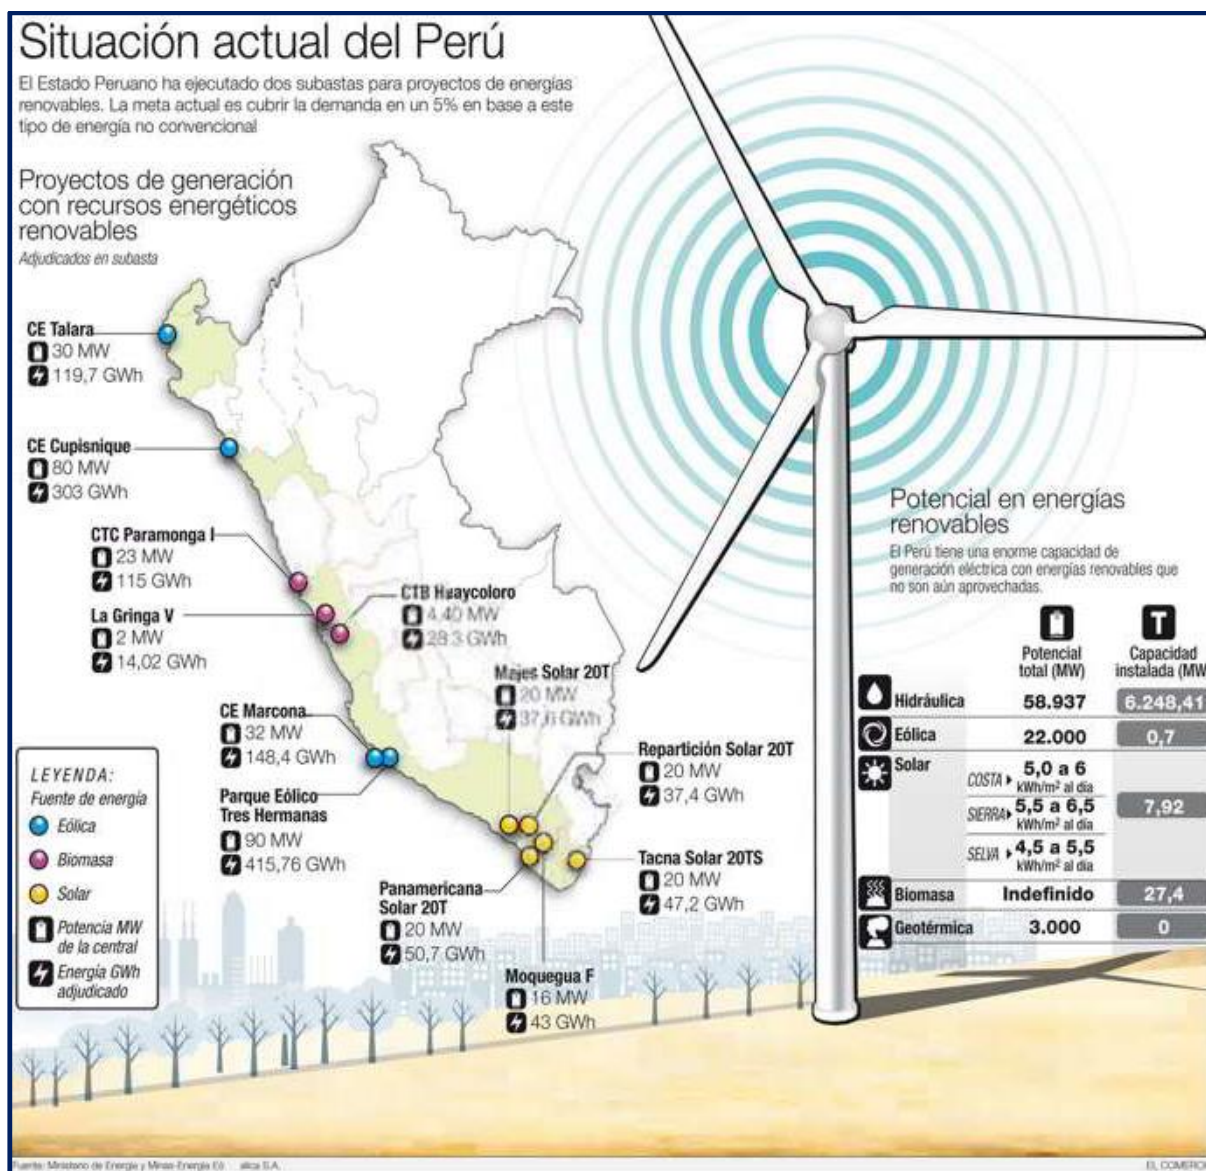 Situación actual del Perú
El Estado Peruano ha ejecutado dos subastas para proyectos de energías
renovables. La meta actual es cubrir la demanda en un 5% en base a este
tipo de energía no convencional
Proyectos de generación
con recursos energéticos
renovables
Adjudicados en subasta
CE Talara
30 MW
119,7 GWh
CE Cupisnique
80 MW
303 GWh
CTC Paramonga I
23 MW
115 GWh
La Gringa V
2 MW
14,02 GWh
CTB Huaycoloro
4.40 MW
28.3 GWh
Majes Solar 20T
20 MW
37,6 GWh
CE Marcona
32 MW
148,4 GWh
Parque Eólico
Tres Hermanas
90 MW
415,76 GWh
Repartición Solar 20T
20 MW
37,4 GWh
Tacna Solar 20TS
20 MW
47,2 GWh
Panamericana
Solar 20T
20 MW
50,7 GWh
Moquegua F
16 MW
43 GWh
LEYENDA:
Fuente de energía
Eólica
Biomasa
Solar
Potencia MW
de la central
Energía GWh
adjudicado
Potencial en energías
renovables
El Perú tiene una enorme capacidad de
generación eléctrica con energías renovables que
no son aún aprovechadas.
T
Potencial
total (MW)
Capacidad
instalada (MW
Hidráulica 58.937 6.248,41
Eólica 22.000 0,7
Solar
COSTA 5,0 a 6
kWh/m² al día
SIERRA 5,5 a 6,5
kWh/m² al día
7,92
SELVA 4,5 a 5,5
kWh/m² al día
Biomasa Indefinido 27,4
Geotérmica 3.000 0
Fuente: Ministerio de Energía y Minas-Energía Eó alica S.A.
EL COMERCIO